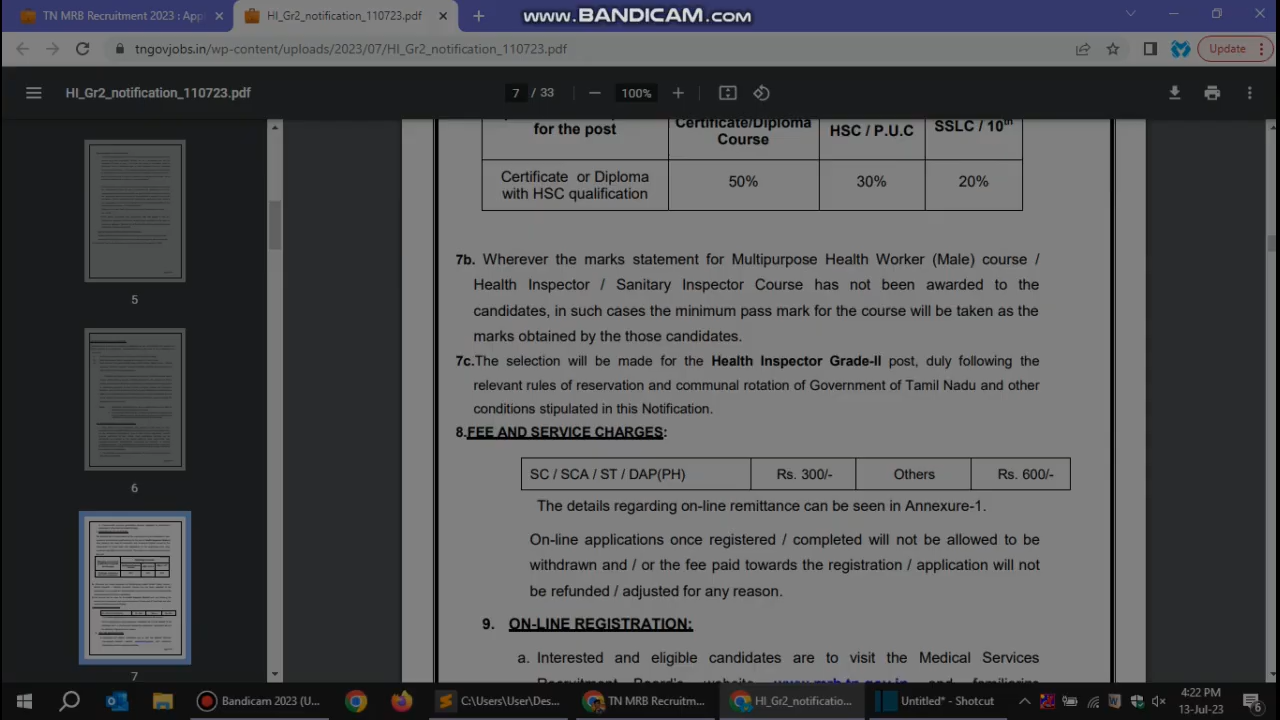 TN MRB Recruitment 2023 : App
HI_Gr2_notification_110723.pdf
www.BANDICAM.com
tngovjobs.in/wp-content/uploads/2023/07/HI_Gr2_notification_110723.pdf
Update
HI_Gr2_notification_110723.pdf
7 / 33
100%
for the post
Certificate/Diploma
Course
HSC / P.U.C
SSLC / 10th
Certificate or Diploma
with HSC qualification
50%
30%
20%
7b. Wherever the marks statement for Multipurpose Health Worker (Male) course /
Health Inspector / Sanitary Inspector Course has not been awarded to the
candidates, in such cases the minimum pass mark for the course will be taken as the
marks obtained by the those candidates.
7c.The selection will be made for the Health Inspector Grade-II post, duly following the
relevant rules of reservation and communal rotation of Government of Tamil Nadu and other
conditions stipulated in this Notification.
8.FEE AND SERVICE CHARGES:
SC / SCA / ST / DAP(PH)
Rs. 300/-
Others
Rs. 600/-
The details regarding on-line remittance can be seen in Annexure-1.
On-line applications once registered / completed will not be allowed to be
withdrawn and / or the fee paid towards the registration / application will not
be refunded / adjusted for any reason.
9. ON-LINE REGISTRATION:
a. Interested and eligible candidates are to visit the Medical Services
Recruitment Board's website www.mrb.tn.gov.in and familiarize
5
6
7
Bandicam 2023 (U...
C:\Users\User\Des...
TN MRB Recruitm...
HI_Gr2_notificatio...
Untitled* - Shotcut
4:22 PM
13-Jul-23
6